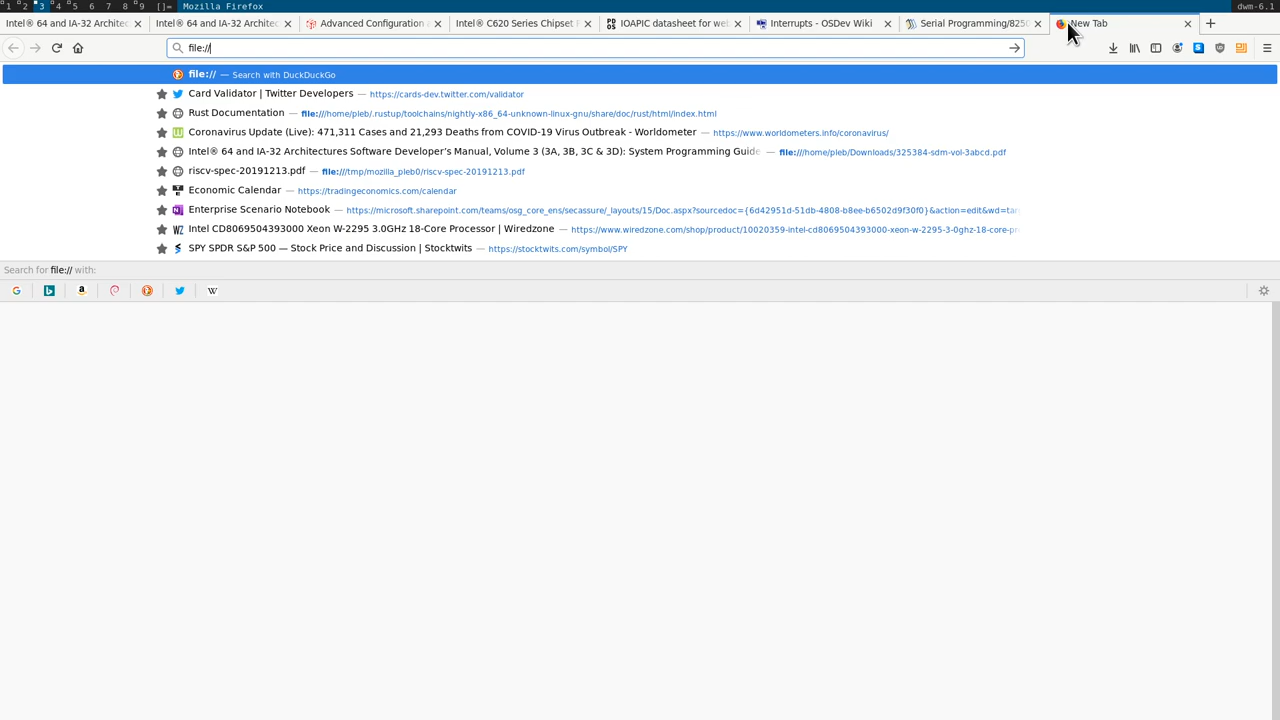 1 2 3 4 5 6 7 8 9 []= Mozilla Firefox dwm-6.1
Intel® 64 and IA-32 Architec Intel® 64 and IA-32 Architec Advanced Configuration a Intel® C620 Series Chipset P IOAPIC datasheet for web Interrupts - OSDev Wiki Serial Programming/8250 New Tab
file://
file:// — Search with DuckDuckGo
Card Validator | Twitter Developers — https://cards-dev.twitter.com/validator
Rust Documentation — file:///home/pleb/.rustup/toolchains/nightly-x86_64-unknown-linux-gnu/share/doc/rust/html/index.html
Coronavirus Update (Live): 471,311 Cases and 21,293 Deaths from COVID-19 Virus Outbreak - Worldometer — https://www.worldometers.info/coronavirus/
Intel® 64 and IA-32 Architectures Software Developer's Manual, Volume 3 (3A, 3B, 3C & 3D): System Programming Guide — file:///home/pleb/Downloads/325384-sdm-vol-3abcd.pdf
riscv-spec-20191213.pdf — file:///tmp/mozilla_pleb0/riscv-spec-20191213.pdf
Economic Calendar — https://tradingeconomics.com/calendar
Enterprise Scenario Notebook — https://microsoft.sharepoint.com/teams/osg_core_ens/secassure/_layouts/15/Doc.aspx?sourcedoc={6d42951d-51db-4808-b8ee-b6502d9f30f0}&action=edit&wd=tar
Intel CD8069504393000 Xeon W-2295 3.0GHz 18-Core Processor | Wiredzone — https://www.wiredzone.com/shop/product/10020359-intel-cd8069504393000-xeon-w-2295-3-0ghz-18-core-pr
SPY SPDR S&P 500 — Stock Price and Discussion | Stocktwits — https://stocktwits.com/symbol/SPY
Search for file:// with: